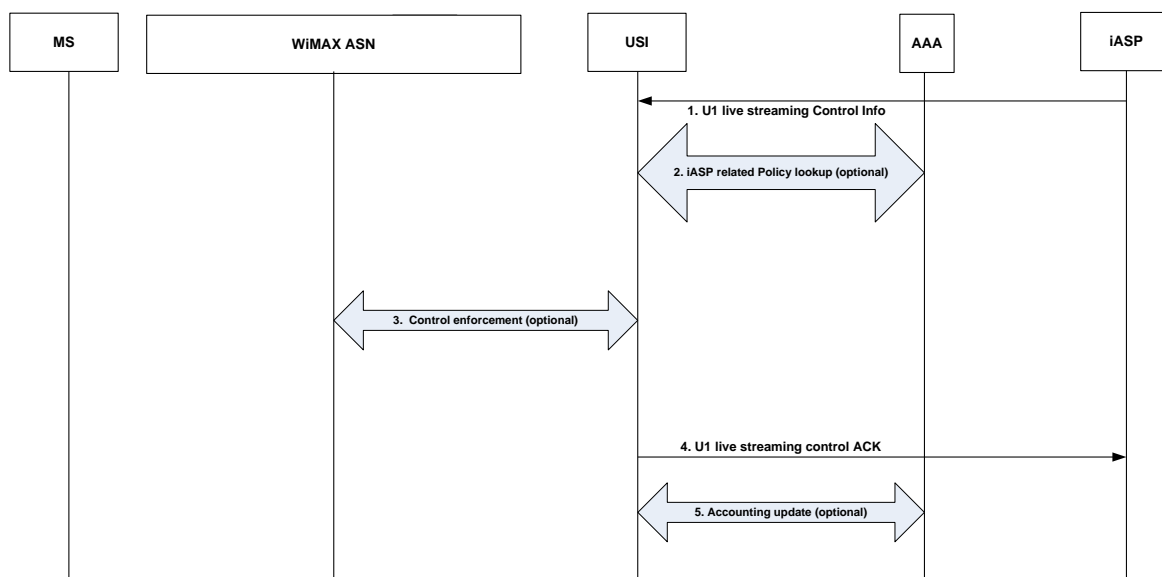 MS
WiMAX ASN
USI
AAA
iASP
1. U1 live streaming Control Info
2. iASP related Policy lookup (optional)
3. Control enforcement (optional)
4. U1 live streaming control ACK
5. Accounting update (optional)